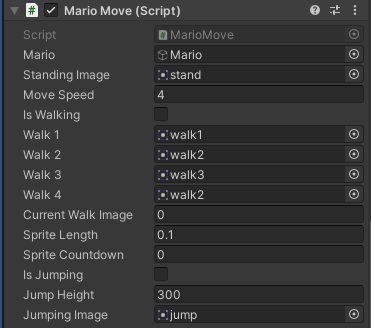 Mario Move (Script)
Script MarioMove
Mario Mario
Standing Image stand
Move Speed 4
Is Walking
Walk 1 walk1
Walk 2 walk2
Walk 3 walk3
Walk 4 walk2
Current Walk Image 0
Sprite Length 0.1
Sprite Countdown 0
Is Jumping
Jump Height 300
Jumping Image jump